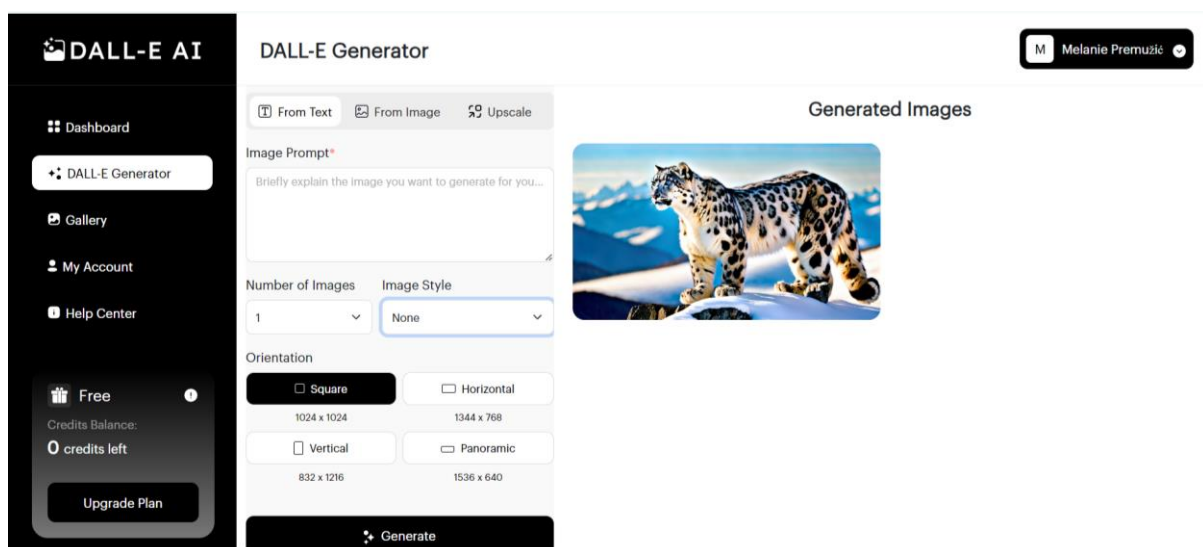 DALL-E AI
Dashboard
DALL-E Generator
Gallery
My Account
Help Center
Free
Credits Balance:
0 credits left
Upgrade Plan
DALL-E Generator
M Melanie Premužić
From Text From Image Upscale
Image Prompt*
Briefly explain the image you want to generate for you...
Number of Images Image Style
1 None
Orientation
Square Horizontal
1024 x 1024 1344 x 768
Vertical Panoramic
832 x 1216 1536 x 640
Generate
Generated Images